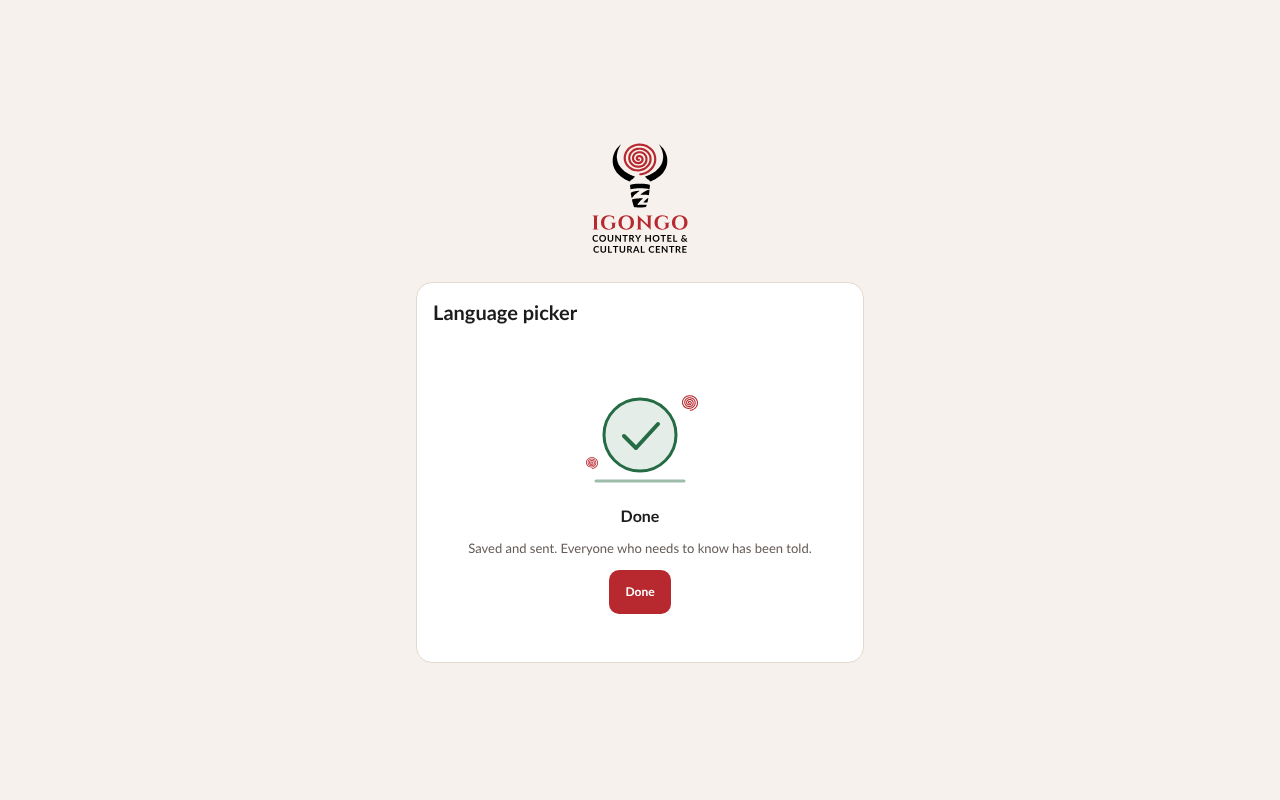 IGONGO
COUNTRY HOTEL &
CULTURAL CENTRE
Language picker
Done
Saved and sent. Everyone who needs to know has been told.
Done